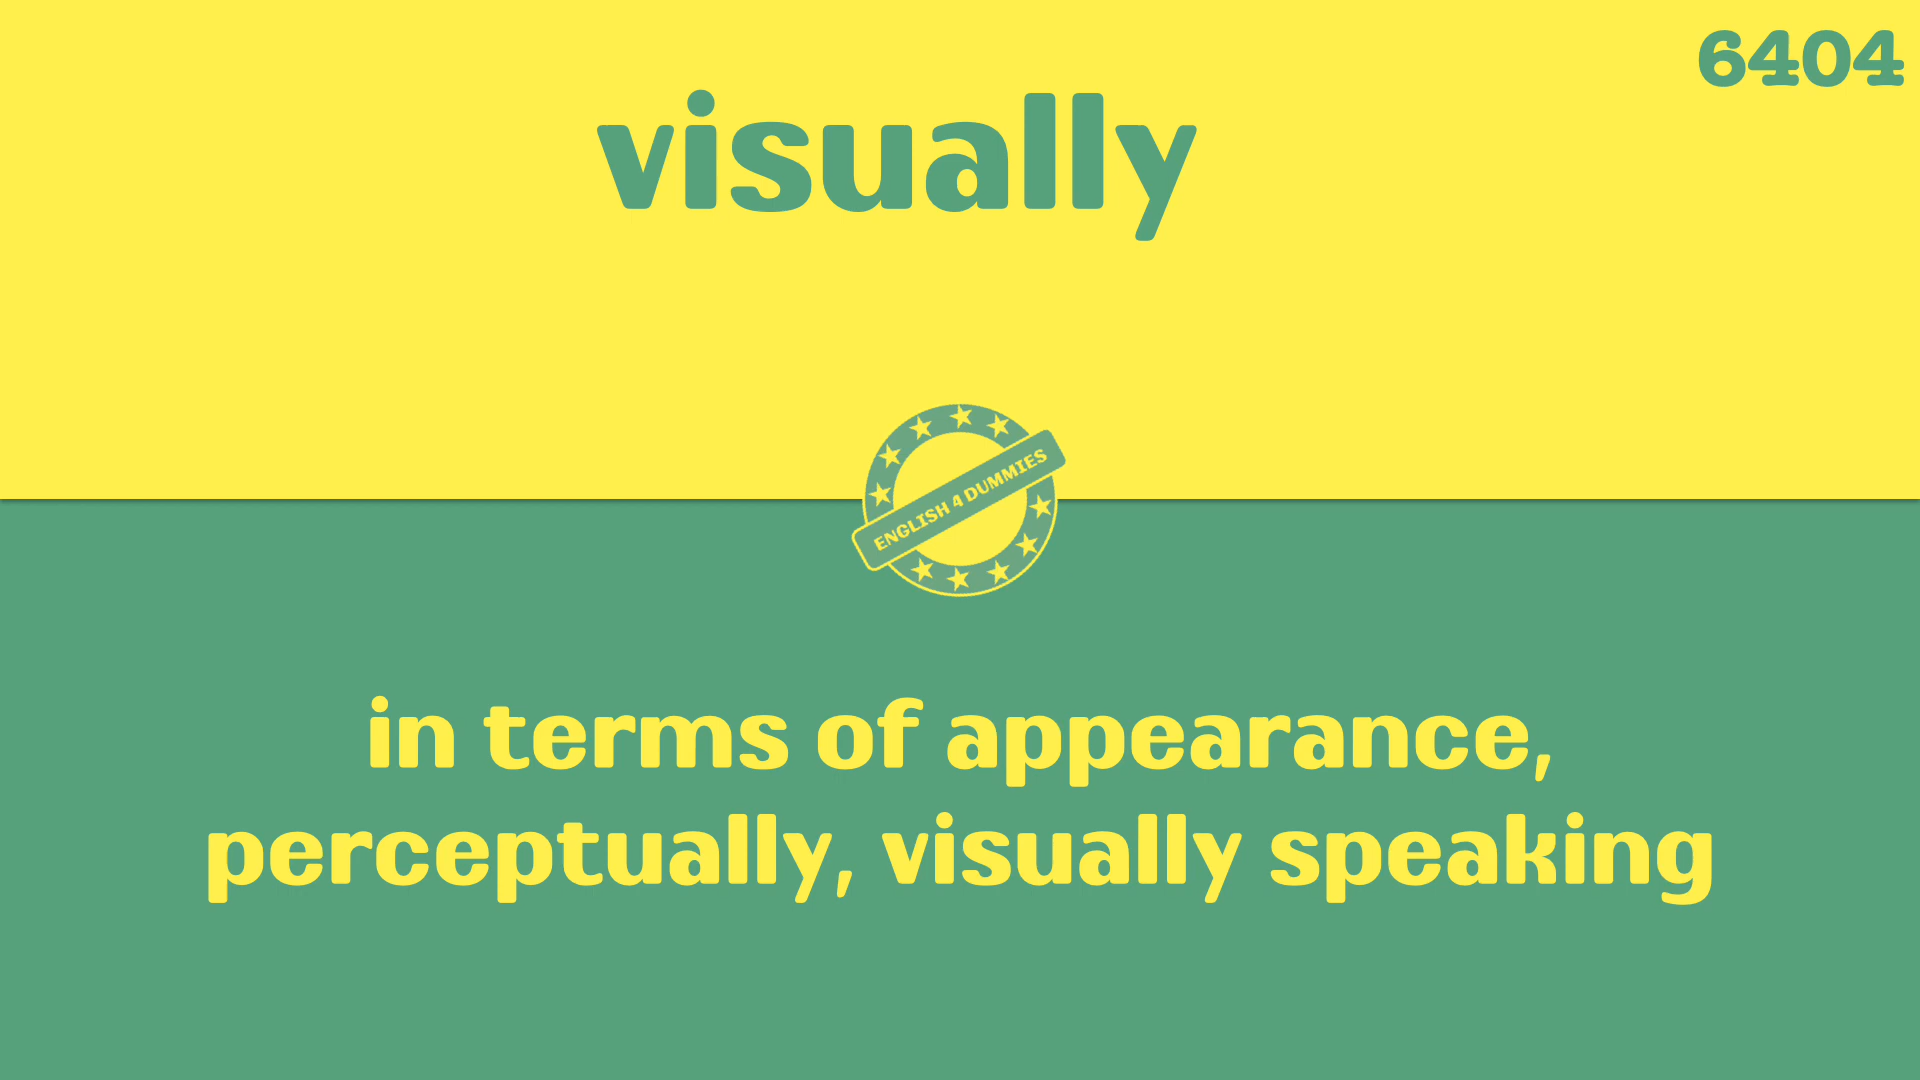 6404
visually
ENGLISH 4 DUMMIES
in terms of appearance,
perceptually, visually speaking